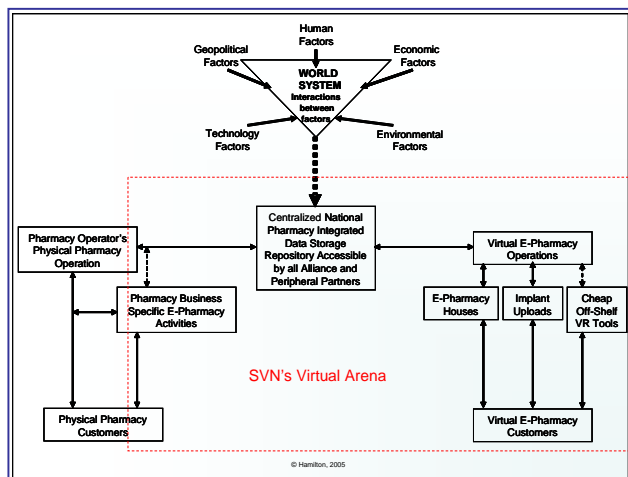 Human
Factors
Geopolitical
Factors
Economic
Factors
WORLD
SYSTEM
Interactions
between
factors
Technology
Factors
Environmental
Factors
Centralized National
Pharmacy Integrated
Data Storage
Repository Accessible
by all Alliance and
Peripheral Partners
Pharmacy Operator's
Physical Pharmacy
Operation
Virtual E-Pharmacy
Operations
Pharmacy Business
Specific E-Pharmacy
Activities
E-Pharmacy
Houses
Implant
Uploads
Cheap
Off-Shelf
VR Tools
SVN's Virtual Arena
Physical Pharmacy
Customers
Virtual E-Pharmacy
Customers
© Hamilton, 2005